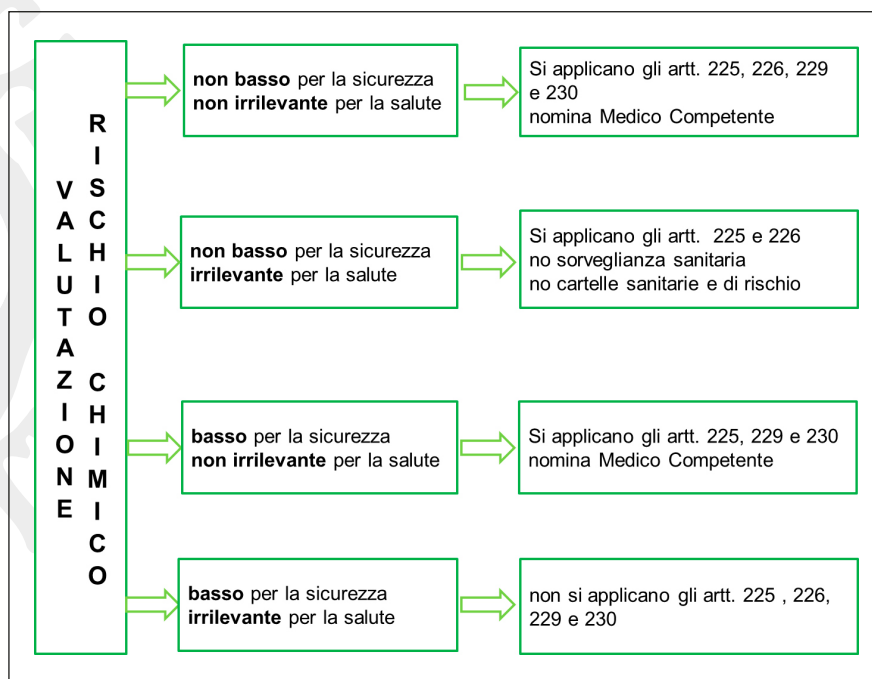 VALUTAZIONE
RISCHIO CHIMICO
non basso per la sicurezza
non irrilevante per la salute
Si applicano gli artt. 225, 226, 229
e 230
nomina Medico Competente
non basso per la sicurezza
irrilevante per la salute
Si applicano gli artt. 225 e 226
no sorveglianza sanitaria
no cartelle sanitarie e di rischio
basso per la sicurezza
non irrilevante per la salute
Si applicano gli artt. 225, 229 e 230
nomina Medico Competente
basso per la sicurezza
irrilevante per la salute
non si applicano gli artt. 225 , 226,
229 e 230